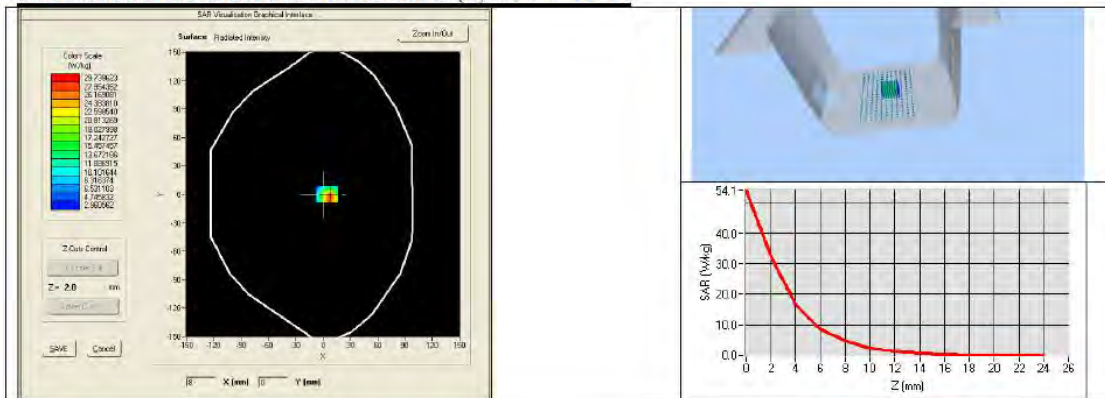 SAR Visualisation Graphical Interface
Surface Radiated Intensity
Zoom In/Out
Colors Scale
(W/kg)
29.739623
27.954352
26.169081
24.383810
22.598540
20.813269
19.027998
17.242727
15.457457
13.672186
11.886915
10.101644
8.316374
6.531103
4.745832
2.960562
150
120
90
60
30
0
-30
-60
-90
-120
-150
Y
-150 -120 -90 -60 -30 0 30 60 90 120 150
X
Z Cuts Control
Z = 2.0 mm
SAVE Cancel
8 X (mm) 0 Y (mm)
54.1
40.0
30.0
20.0
10.0
0.0
SAR (W/kg)
0 2 4 6 8 10 12 14 16 18 20 22 24 26
Z (mm)